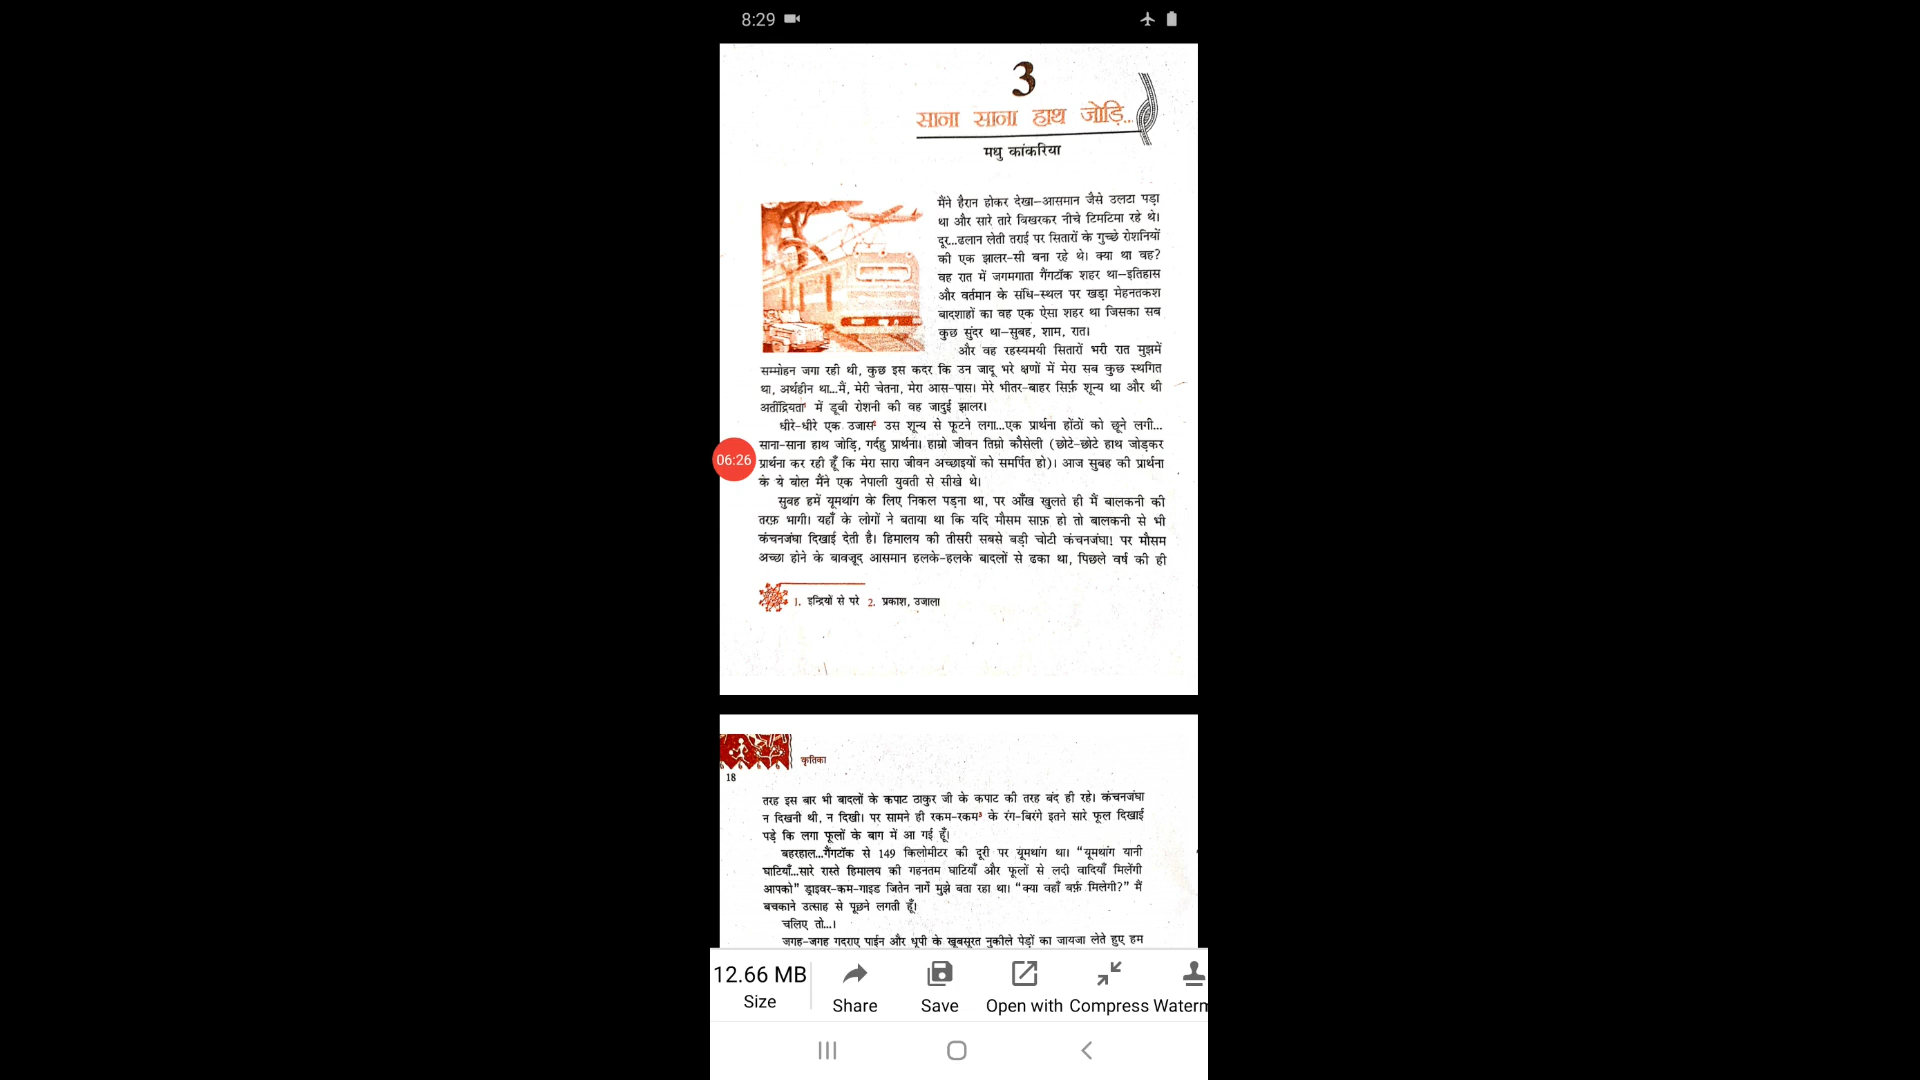 8:29
3
साना साना हाथ जोड़ि...
मधु कांकरिया
मैंने हैरान होकर देखा–आसमान जैसे उलटा पड़ा
था और सारे तारे बिखरकर नीचे टिमटिमा रहे थे।
दूर...ढलान लेती तराई पर सितारों के गुच्छे रोशनियों
की एक झालर-सी बना रहे थे। क्या था वह?
वह रात में जगमगाता गैंगटॉक शहर था–इतिहास
और वर्तमान के संधि-स्थल पर खड़ा मेहनतकश
बादशाहों का वह एक ऐसा शहर था जिसका सब
कुछ सुंदर था–सुबह, शाम, रात।
और वह रहस्यमयी सितारों भरी रात मुझमें
सम्मोहन जगा रही थी, कुछ इस कदर कि उन जादू भरे क्षणों में मेरा सब कुछ स्थगित
था, अर्थहीन था...मैं, मेरी चेतना, मेरा आस-पास। मेरे भीतर-बाहर सिर्फ़ शून्य था और थी
अतींद्रियता¹ में डूबी रोशनी की वह जादुई झालर।
धीरे-धीरे एक उजास² उस शून्य से फूटने लगा...एक प्रार्थना होंठों को छूने लगी...
साना-साना हाथ जोड़ि, गर्दहु प्रार्थना। हाम्रो जीवन तिम्रो कौसेली (छोटे-छोटे हाथ जोड़कर
06:26
प्रार्थना कर रही हूँ कि मेरा सारा जीवन अच्छाइयों को समर्पित हो)। आज सुबह की प्रार्थना
के ये बोल मैंने एक नेपाली युवती से सीखे थे।
सुबह हमें यूमथांग के लिए निकल पड़ना था, पर आँख खुलते ही मैं बालकनी की
तरफ़ भागी। यहाँ के लोगों ने बताया था कि यदि मौसम साफ़ हो तो बालकनी से भी
कंचनजंघा दिखाई देती है। हिमालय की तीसरी सबसे बड़ी चोटी कंचनजंघा! पर मौसम
अच्छा होने के बावजूद आसमान हलके-हलके बादलों से ढका था, पिछले वर्ष की ही
1. इन्द्रियों से परे 2. प्रकाश, उजाला
कृतिका
18
तरह इस बार भी बादलों के कपाट ठाकुर जी के कपाट की तरह बंद ही रहे। कंचनजंघा
न दिखनी थी, न दिखी। पर सामने ही रकम-रकम³ के रंग-बिरंगे इतने सारे फूल दिखाई
पड़े कि लगा फूलों के बाग में आ गई हूँ।
बहरहाल...गैंगटॉक से 149 किलोमीटर की दूरी पर यूमथांग था। “यूमथांग यानी
घाटियाँ...सारे रास्ते हिमालय की गहनतम घाटियाँ और फूलों से लदी वादियाँ मिलेंगी
आपको” ड्राइवर-कम-गाइड जितेन नार्गे मुझे बता रहा था। “क्या वहाँ बर्फ़ मिलेगी?” मैं
बचकाने उत्साह से पूछने लगती हूँ।
चलिए तो...।
जगह-जगह गदराए पाईन और धूपी के खूबसूरत नुकीले पेड़ों का जायजा लेते हुए हम
12.66 MB
Size
Share
Save
Open with
Compress
Waterm